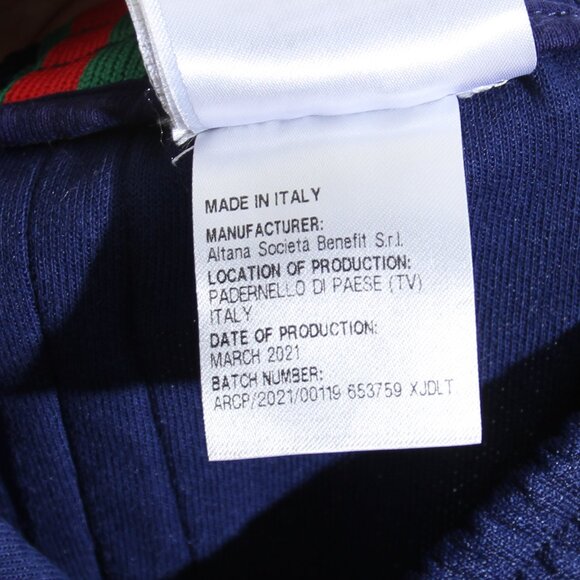 MADE IN ITALY
MANUFACTURER:
Altana Società Benefit S.r.l.
LOCATION OF PRODUCTION:
PADERNELLO DI PAESE (TV)
ITALY
DATE OF PRODUCTION:
MARCH 2021
BATCH NUMBER:
ARCP/2021/00119 653759 XJDLT